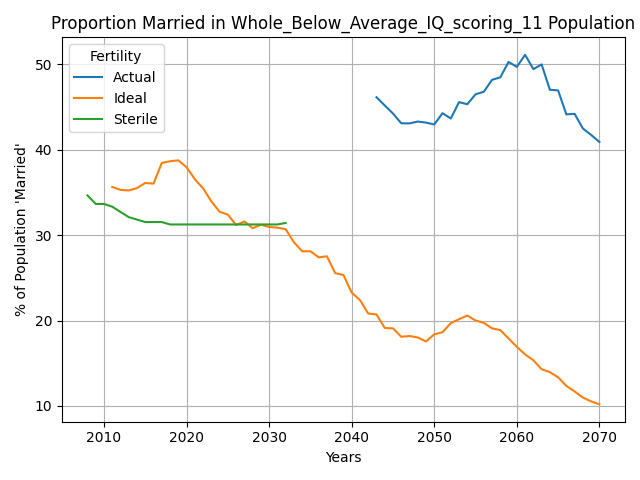 Proportion Married in Whole_Below_Average_IQ_scoring_11 Population
Fertility
Actual
Ideal
Sterile
% of Population 'Married'
50
40
30
20
10
2010 2020 2030 2040 2050 2060 2070
Years